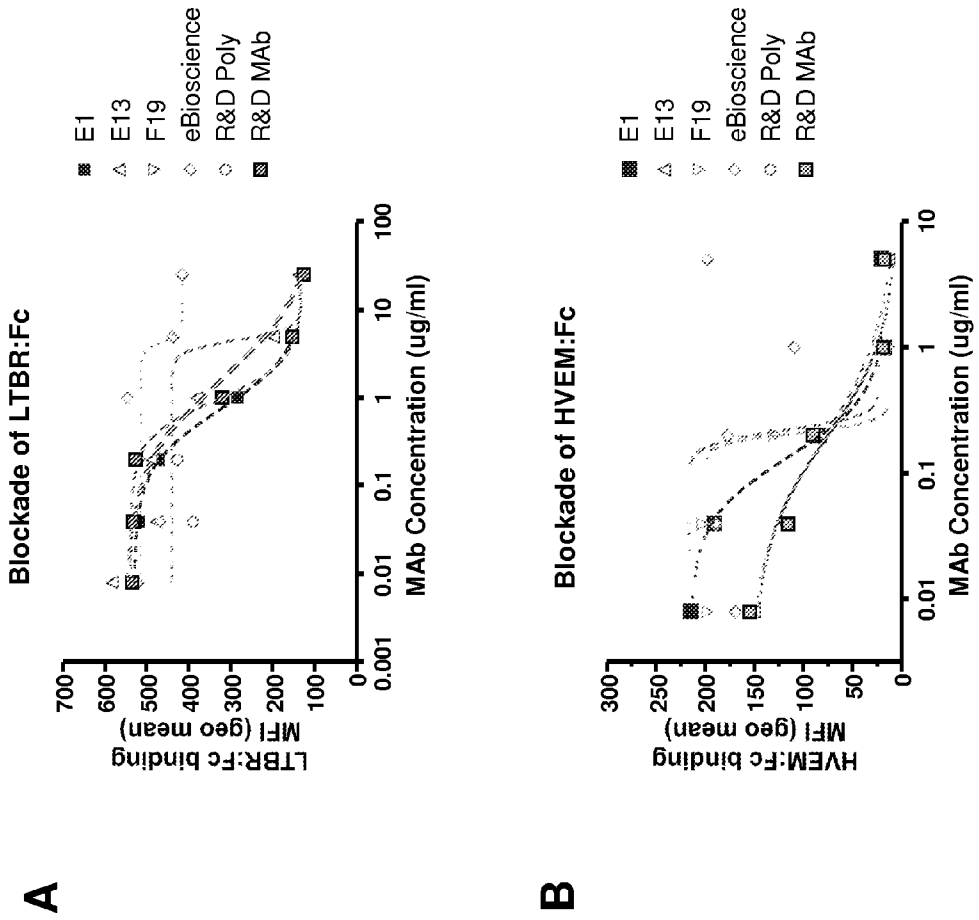 A
Blockade of LTBR:Fc
LTBR:Fc binding
MFI (geo mean)
700
600
500
400
300
200
100
0
0.001
0.01
0.1
1
10
100
MAb Concentration (ug/ml)
E1
E13
F19
eBioscience
R&D Poly
R&D MAb
B
Blockade of HVEM:Fc
HVEM:Fc binding
MFI (geo mean)
300
250
200
150
100
50
0
0.01
0.1
1
10
MAb Concentration (ug/ml)
E1
E13
F19
eBioscience
R&D Poly
R&D MAb